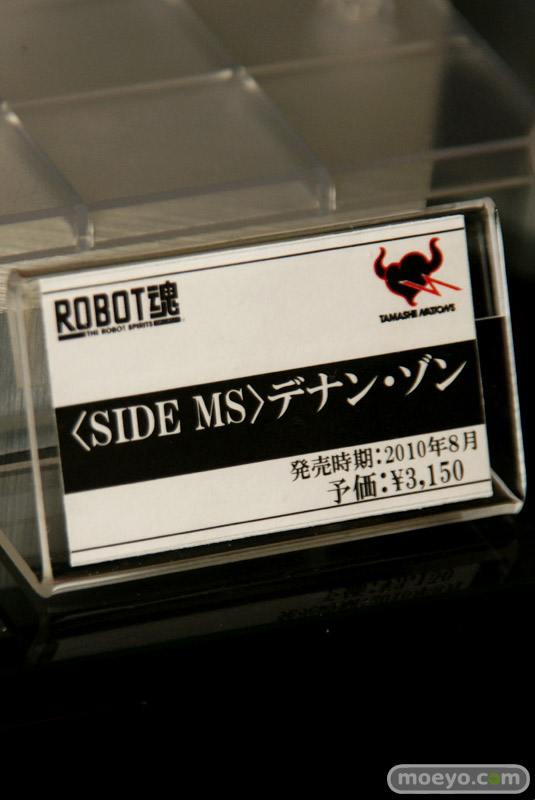 ROBOT魂
THE ROBOT SPIRITS
TAMASHII NATIONS
〈SIDE MS〉デナン・ゾン
発売時期:2010年8月
予価:¥3,150
moeyo.com